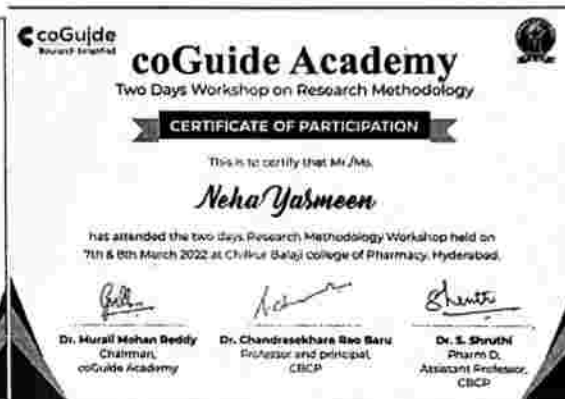 coGuide
Research Simplified
coGuide Academy
Two Days Workshop on Research Methodology
CERTIFICATE OF PARTICIPATION
This is to certify that Mr./Ms.
Neha Yasmeen
has attended the two days Research Methodology Workshop held on
7th & 8th March 2022 at Chilkur Balaji college of Pharmacy, Hyderabad.
Dr. Murali Mohan Reddy
Chairman,
coGuide Academy
Dr. Chandrasekhara Rao Baru
Professor and principal,
CBCP
Dr. S. Shruthi
Pharm D,
Assistant Professor,
CBCP